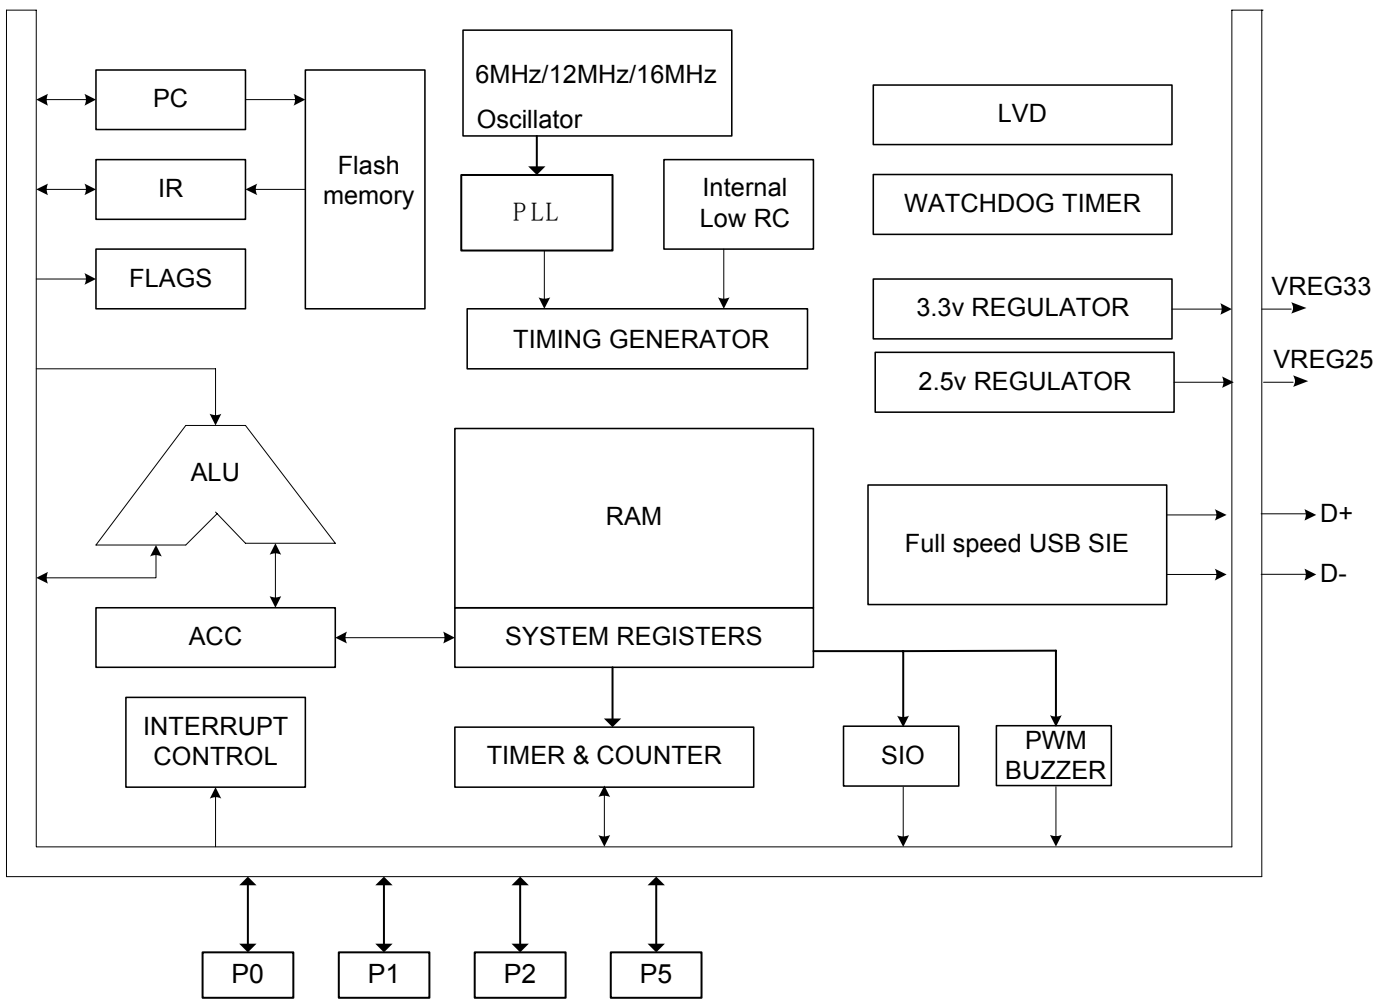 PC
IR
FLAGS
Flash
memory
6MHz/12MHz/16MHz
Oscillator
PLL
Internal
Low RC
TIMING GENERATOR
LVD
WATCHDOG TIMER
3.3v REGULATOR
VREG33
2.5v REGULATOR
VREG25
ALU
RAM
Full speed USB SIE
D+
D-
ACC
SYSTEM REGISTERS
INTERRUPT
CONTROL
TIMER & COUNTER
SIO
PWM
BUZZER
P0
P1
P2
P5